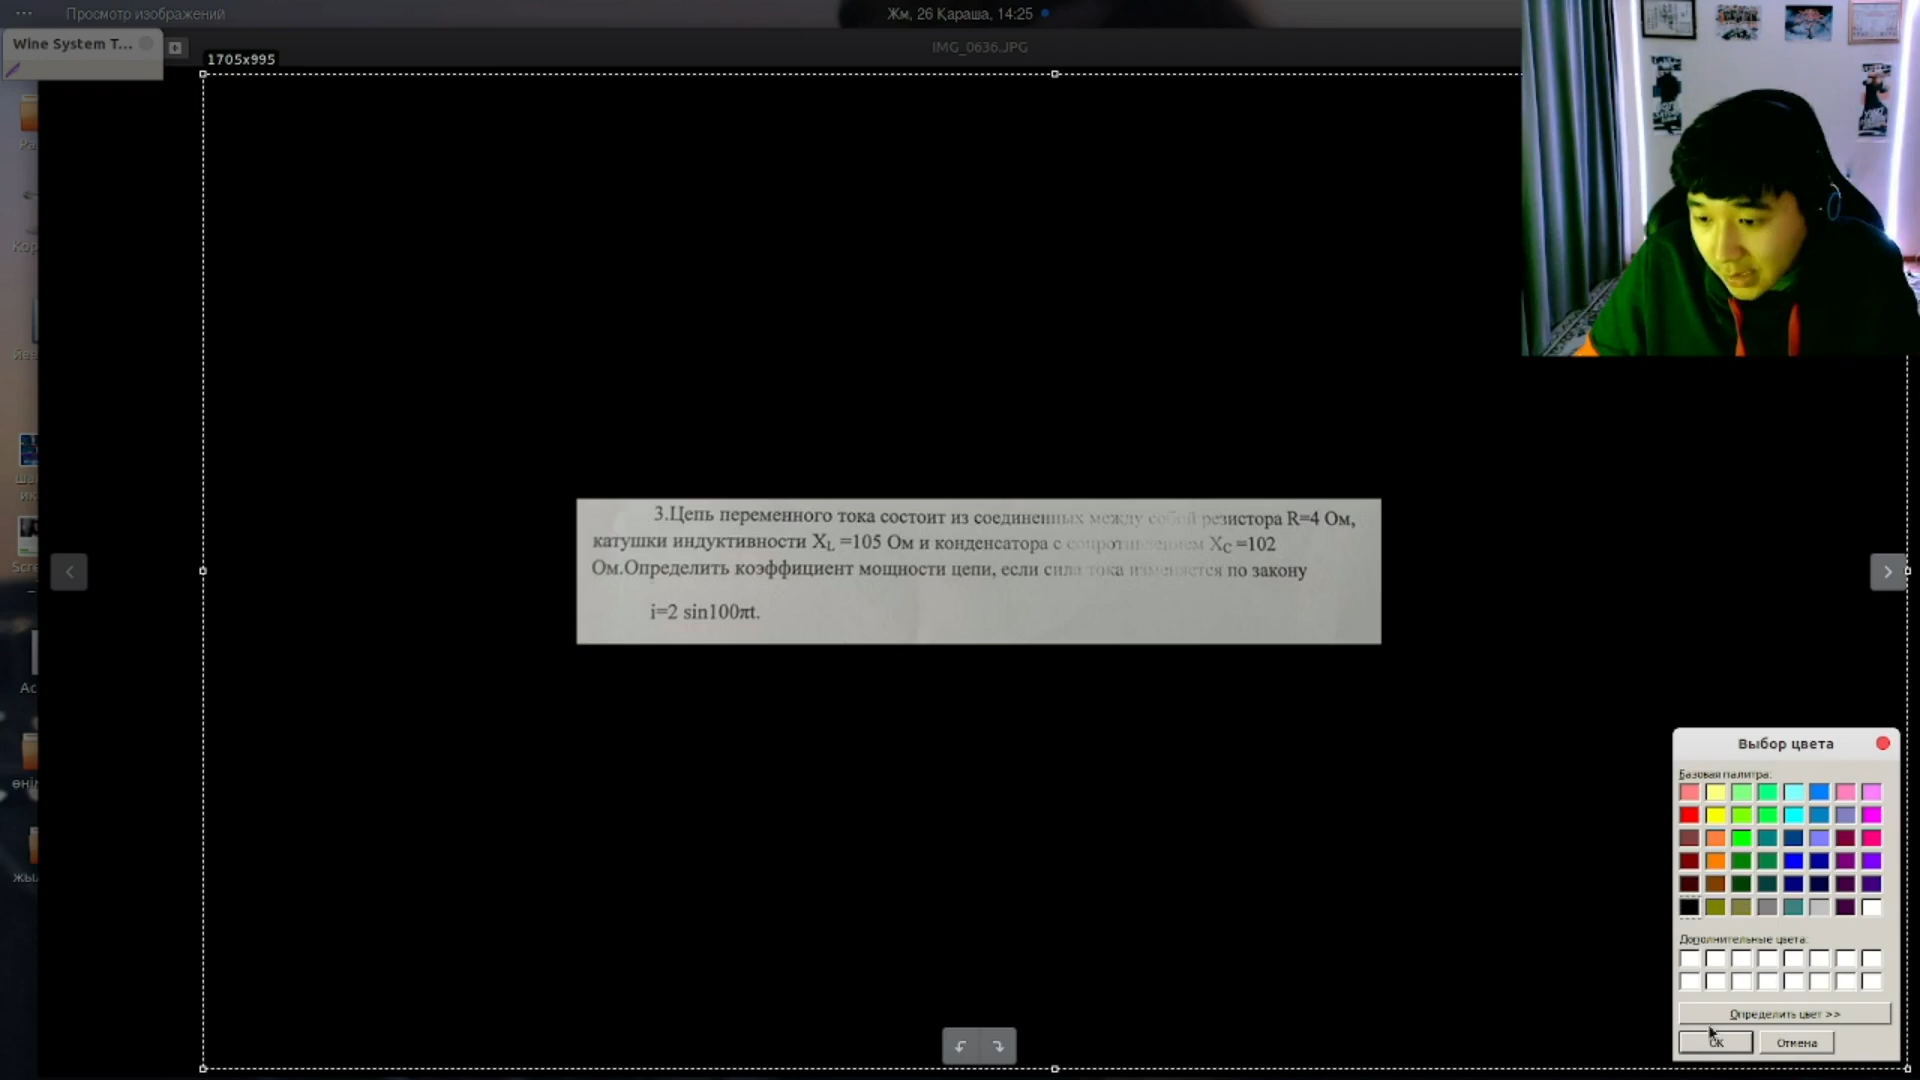 Просмотр изображений
Жм, 26 Қараша, 14:25
Wine System T...
IMG_0636.JPG
1705x995
3.Цепь переменного тока состоит из соединенных между собой резистора R=4 Ом,
катушки индуктивности XL =105 Ом и конденсатора с сопротивлением XC =102
Ом.Определить коэффициент мощности цепи, если сила тока изменяется по закону
i=2 sin100πt.
Выбор цвета
Базовая палитра:
Дополнительные цвета:
Определить цвет >>
ОК
Отмена